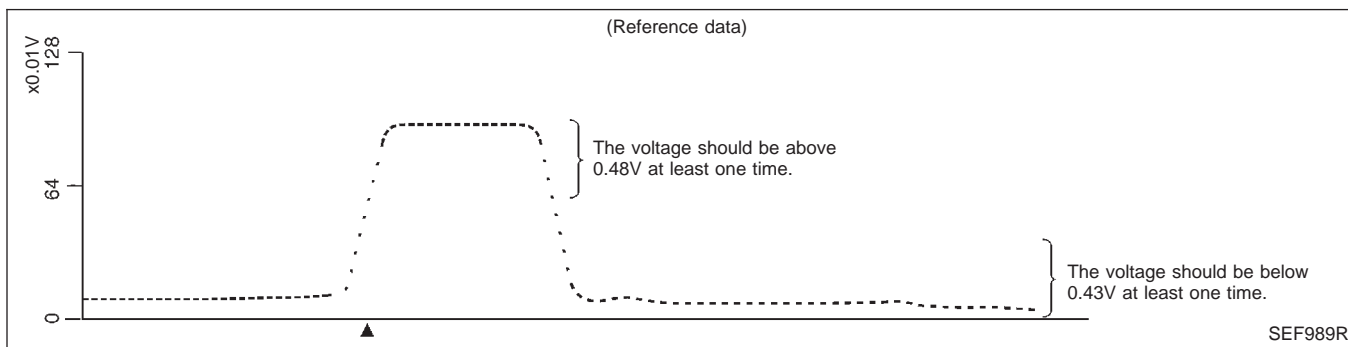 (Reference data)
x0.01V
128
64
0
The voltage should be above
0.48V at least one time.
The voltage should be below
0.43V at least one time.
SEF989R